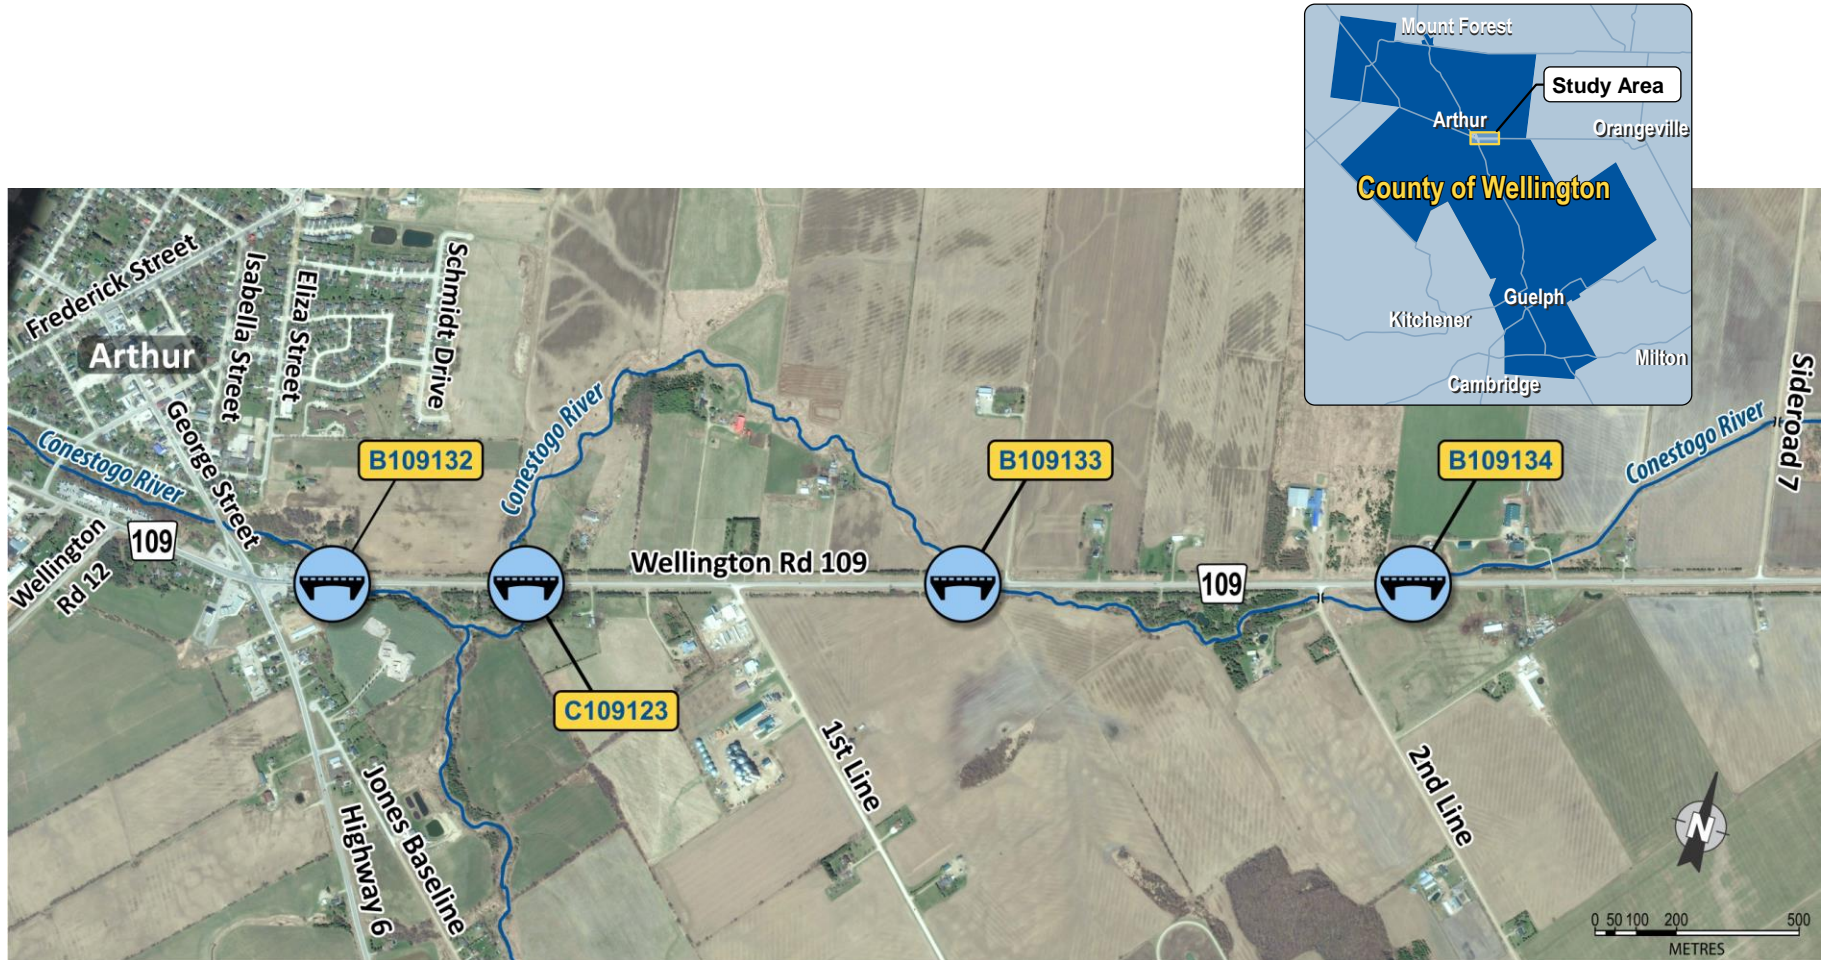 Mount Forest
Study Area
Arthur
Orangeville
County of Wellington
Guelph
Kitchener
Milton
Cambridge
Frederick Street
Isabella Street
Eliza Street
Schmidt Drive
Arthur
George Street
Conestogo River
Conestogo River
Conestogo River
Sideroad 7
B109132
B109133
B109134
109
Wellington
Rd 12
Wellington Rd 109
109
C109123
1st Line
2nd Line
Jones Baseline
Highway 6
N
0 50 100 200 500
METRES